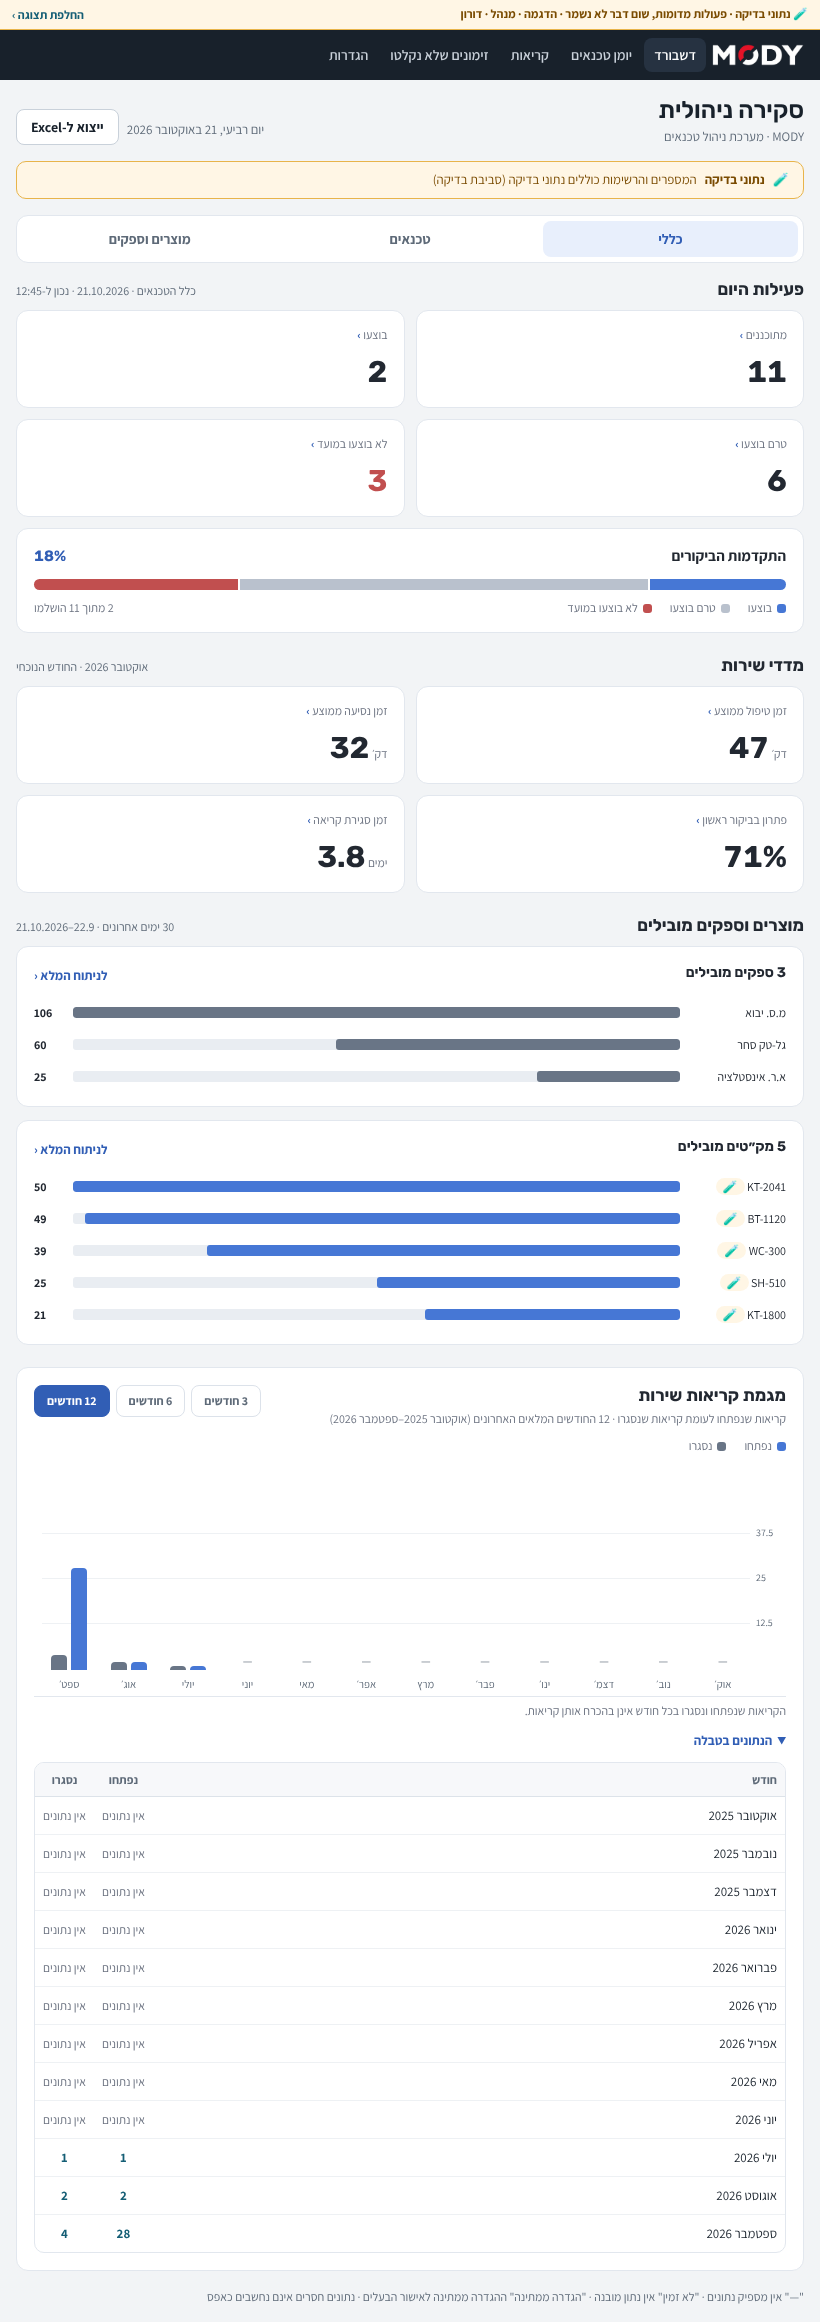 🧪 נתוני בדיקה · פעולות מדומות, שום דבר לא נשמר · הדגמה · מנהל · דורון
החלפת תצוגה ‹
MODY
דשבורד
יומן טכנאים
קריאות
זימונים שלא נקלטו
הגדרות
סקירה ניהולית
MODY · מערכת ניהול טכנאים
יום רביעי, 21 באוקטובר 2026
ייצוא ל-Excel
🧪 נתוני בדיקה המספרים והרשימות כוללים נתוני בדיקה (סביבת בדיקה)
כללי
טכנאים
מוצרים וספקים
פעילות היום
כלל הטכנאים · 21.10.2026 · נכון ל-12:45
מתוכננים ‹
11
בוצעו ‹
2
טרם בוצעו ‹
6
לא בוצעו במועד ‹
3
התקדמות הביקורים
18%
בוצעו
טרם בוצעו
לא בוצעו במועד
2 מתוך 11 הושלמו
מדדי שירות
אוקטובר 2026 · החודש הנוכחי
זמן טיפול ממוצע ‹
47 דק׳
זמן נסיעה ממוצע ‹
32 דק׳
פתרון בביקור ראשון ‹
71%
זמן סגירת קריאה ‹
3.8 ימים
מוצרים וספקים מובילים
30 ימים אחרונים · 22.9–21.10.2026
3 ספקים מובילים
לניתוח המלא ‹
מ.ס. יבוא 106
גל-טק סחר 60
א.ר. אינסטלציה 25
5 מק״טים מובילים
לניתוח המלא ‹
KT-2041 🧪 50
BT-1120 🧪 49
WC-300 🧪 39
SH-510 🧪 25
KT-1800 🧪 21
מגמת קריאות שירות
3 חודשים
6 חודשים
12 חודשים
קריאות שנפתחו לעומת קריאות שנסגרו · 12 החודשים המלאים האחרונים (אוקטובר 2025–ספטמבר 2026)
נפתחו
נסגרו
37.5
25
12.5
— — — — — — — — —
אוק׳ נוב׳ דצמ׳ ינו׳ פבר׳ מרץ אפר׳ מאי יוני יולי אוג׳ ספט׳
הקריאות שנפתחו ונסגרו בכל חודש אינן בהכרח אותן קריאות.
▼ הנתונים בטבלה
חודש נפתחו נסגרו
אוקטובר 2025 אין נתונים אין נתונים
נובמבר 2025 אין נתונים אין נתונים
דצמבר 2025 אין נתונים אין נתונים
ינואר 2026 אין נתונים אין נתונים
פברואר 2026 אין נתונים אין נתונים
מרץ 2026 אין נתונים אין נתונים
אפריל 2026 אין נתונים אין נתונים
מאי 2026 אין נתונים אין נתונים
יוני 2026 אין נתונים אין נתונים
יולי 2026 1 1
אוגוסט 2026 2 2
ספטמבר 2026 28 4
"—" אין מספיק נתונים · "לא זמין" אין נתון מובנה · "הגדרה ממתינה" ההגדרה ממתינה לאישור הבעלים · נתונים חסרים אינם נחשבים כאפס